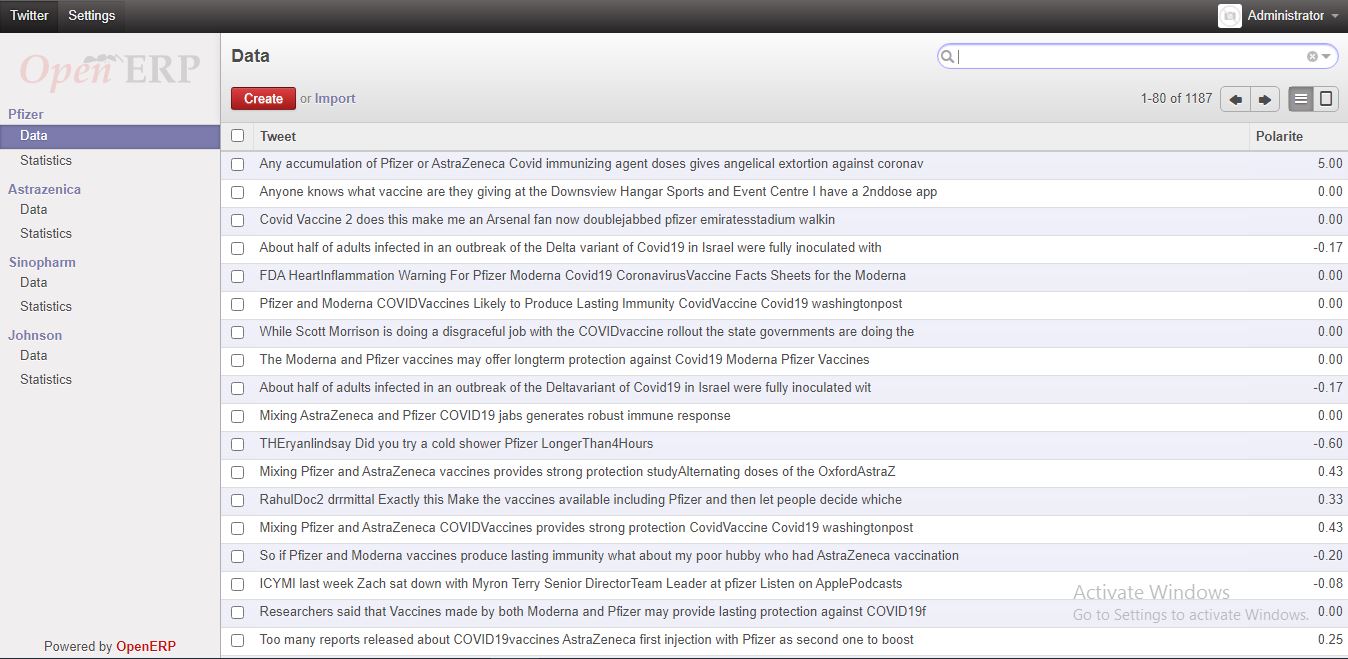 Twitter Settings Administrator
OpenERP
Pfizer
Data
Statistics
Astrazenica
Data
Statistics
Sinopharm
Data
Statistics
Johnson
Data
Statistics
Powered by OpenERP
Data
Create or Import 1-80 of 1187
Tweet Polarite
Any accumulation of Pfizer or AstraZeneca Covid immunizing agent doses gives angelical extortion against coronav 5.00
Anyone knows what vaccine are they giving at the Downsview Hangar Sports and Event Centre I have a 2nddose app 0.00
Covid Vaccine 2 does this make me an Arsenal fan now doublejabbed pfizer emiratesstadium walkin 0.00
About half of adults infected in an outbreak of the Delta variant of Covid19 in Israel were fully inoculated with -0.17
FDA HeartInflammation Warning For Pfizer Moderna Covid19 CoronavirusVaccine Facts Sheets for the Moderna 0.00
Pfizer and Moderna COVIDVaccines Likely to Produce Lasting Immunity CovidVaccine Covid19 washingtonpost 0.00
While Scott Morrison is doing a disgraceful job with the COVIDvaccine rollout the state governments are doing the 0.00
The Moderna and Pfizer vaccines may offer longterm protection against Covid19 Moderna Pfizer Vaccines 0.00
About half of adults infected in an outbreak of the Deltavariant of Covid19 in Israel were fully inoculated wit -0.17
Mixing AstraZeneca and Pfizer COVID19 jabs generates robust immune response 0.00
THEryanlindsay Did you try a cold shower Pfizer LongerThan4Hours -0.60
Mixing Pfizer and AstraZeneca vaccines provides strong protection studyAlternating doses of the OxfordAstraZ 0.43
RahulDoc2 drrmittal Exactly this Make the vaccines available including Pfizer and then let people decide whiche 0.33
Mixing Pfizer and AstraZeneca COVIDVaccines provides strong protection CovidVaccine Covid19 washingtonpost 0.43
So if Pfizer and Moderna vaccines produce lasting immunity what about my poor hubby who had AstraZeneca vaccination -0.20
ICYMI last week Zach sat down with Myron Terry Senior DirectorTeam Leader at pfizer Listen on ApplePodcasts -0.08
Researchers said that Vaccines made by both Moderna and Pfizer may provide lasting protection against COVID19f 0.00
Too many reports released about COVID19vaccines AstraZeneca first injection with Pfizer as second one to boost 0.25
Activate Windows
Go to Settings to activate Windows.